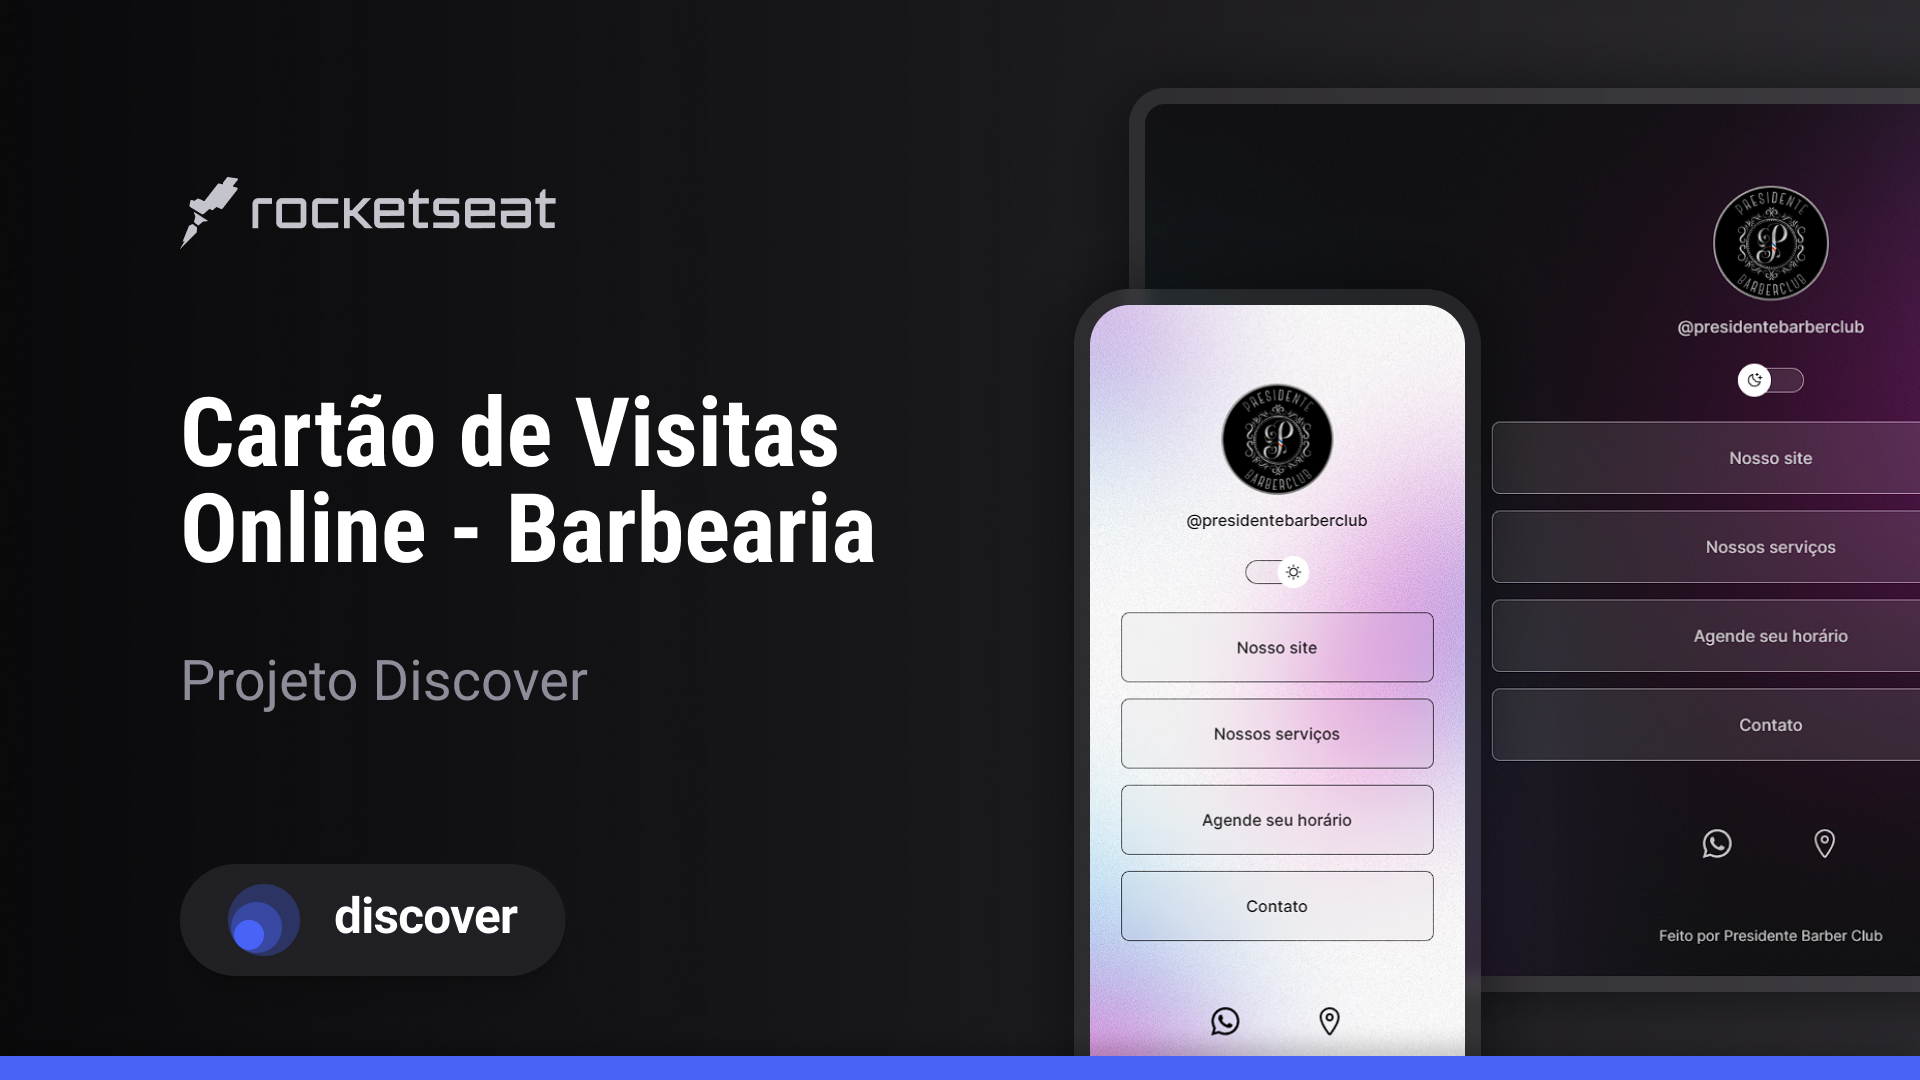 rocketseat
Cartão de Visitas
Online - Barbearia
Projeto Discover
discover
PRESIDENTE
P
BARBERCLUB
@presidentebarberclub
Nosso site
Nossos serviços
Agende seu horário
Contato
PRESIDENTE
P
BARBERCLUB
@presidentebarberclub
Nosso site
Nossos serviços
Agende seu horário
Contato
Feito por Presidente Barber Club